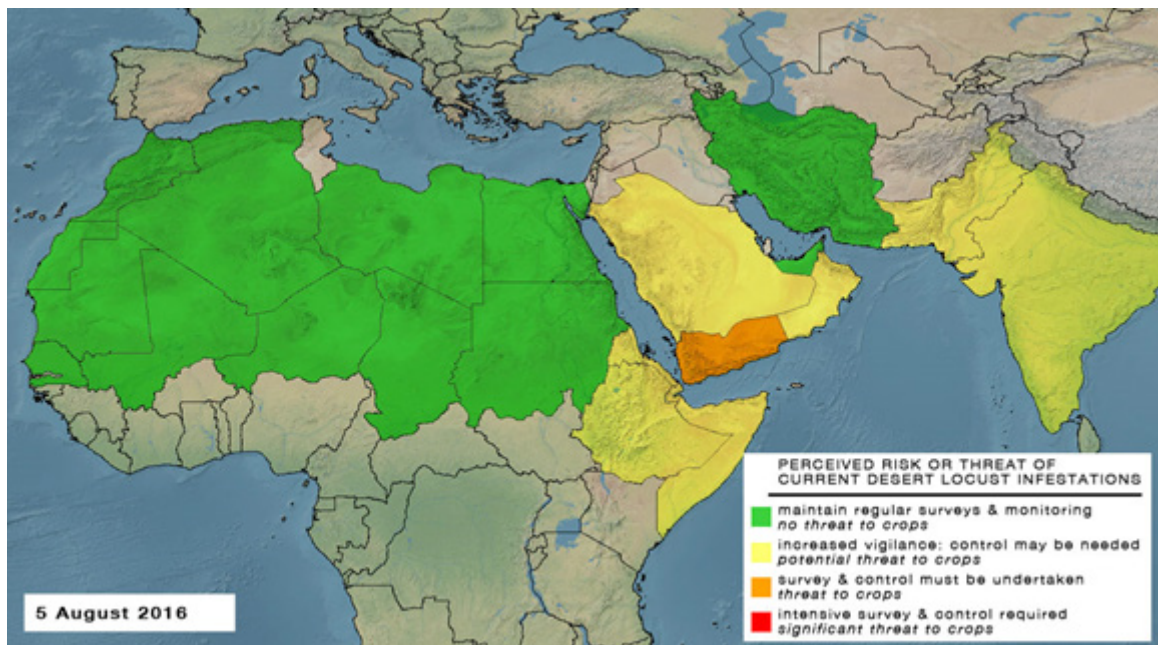 PERCEIVED RISK OR THREAT OF
CURRENT DESERT LOCUST INFESTATIONS
maintain regular surveys & monitoring
no threat to crops
increased vigilance; control may be needed
potential threat to crops
survey & control must be undertaken
threat to crops
intensive survey & control required
significant threat to crops
5 August 2016